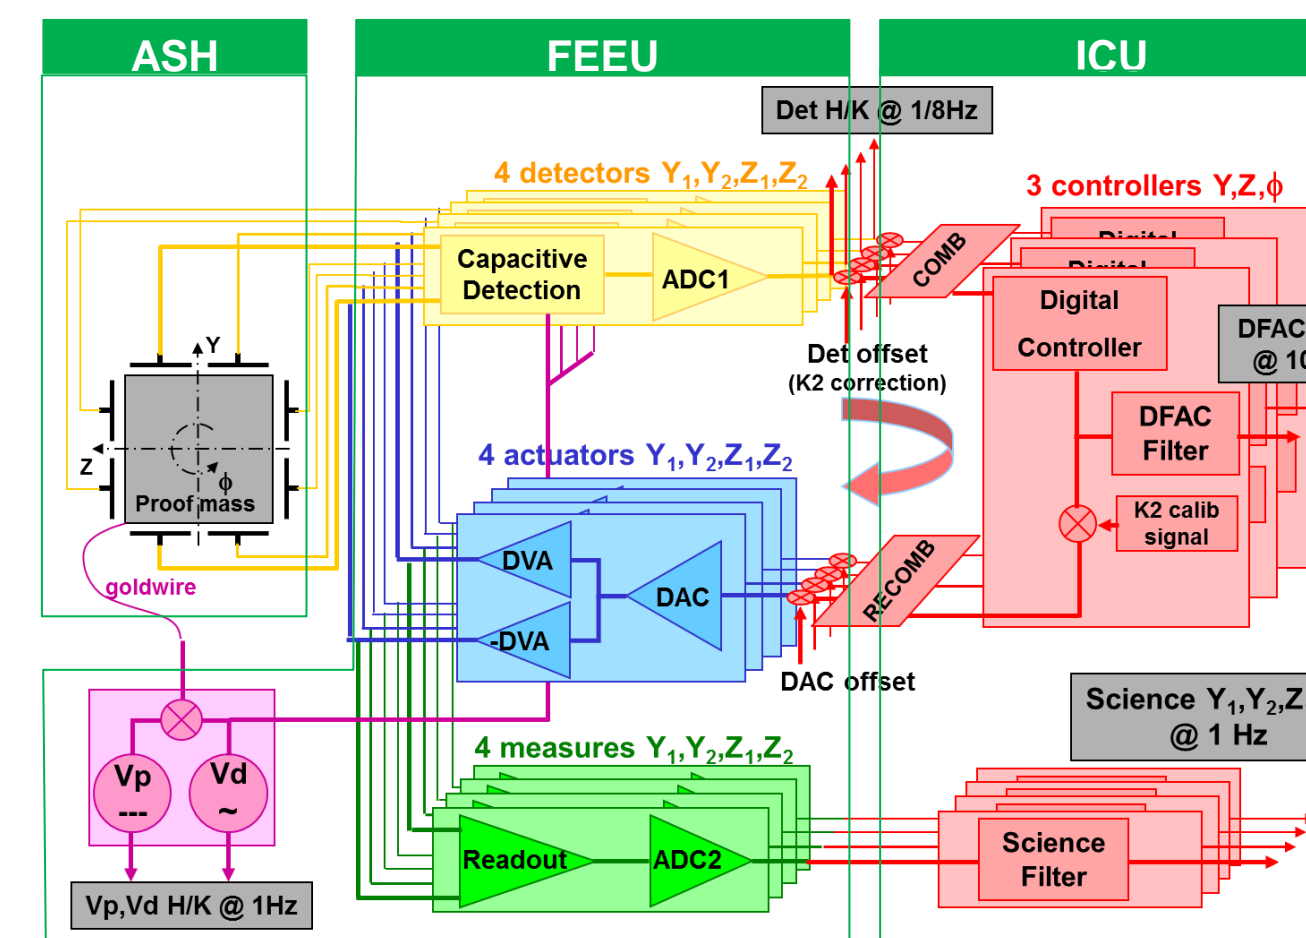 ASH
FEEU
ICU
Det H/K @ 1/8Hz
4 detectors Y1,Y2,Z1,Z2
3 controllers Y,Z,ϕ
Capacitive
Detection
ADC1
COMB
Digital
Digital
Digital
Controller
DFAC
@ 10
Det offset
(K2 correction)
Y
Z
ϕ
Proof mass
DFAC
Filter
4 actuators Y1,Y2,Z1,Z2
K2 calib
signal
DVA
DAC
-DVA
RECOMB
goldwire
DAC offset
Science Y1,Y2,Z
@ 1 Hz
4 measures Y1,Y2,Z1,Z2
Vp
---
Vd
~
Readout
ADC2
Science
Filter
Vp,Vd H/K @ 1Hz